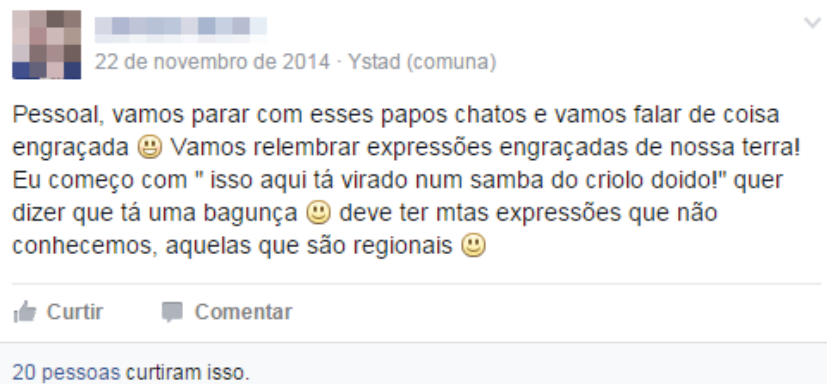 22 de novembro de 2014 · Ystad (comuna)
Pessoal, vamos parar com esses papos chatos e vamos falar de coisa
engraçada 😃 Vamos relembrar expressões engraçadas de nossa terra!
Eu começo com " isso aqui tá virado num samba do criolo doido!" quer
dizer que tá uma bagunça 🙂 deve ter mtas expressões que não
conhecemos, aquelas que são regionais 🙂
Curtir Comentar
20 pessoas curtiram isso.